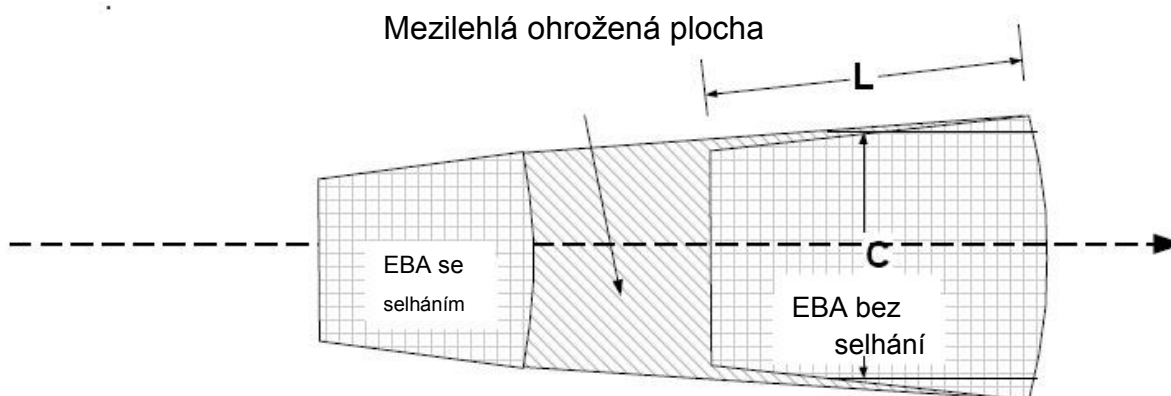 Mezilehlá ohrožená plocha
L
EBA se
selháním
C
EBA bez
selhání